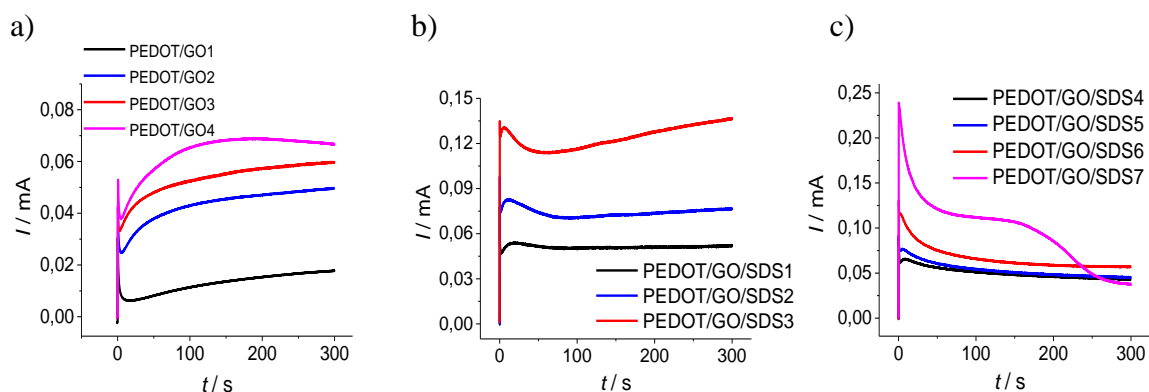 a)
PEDOT/GO1
PEDOT/GO2
PEDOT/GO3
PEDOT/GO4
0,08
0,06
0,04
0,02
0,00
I / mA
0 100 200 300
t / s
b)
0,15
0,12
0,09
0,06
0,03
0,00
I / mA
PEDOT/GO/SDS1
PEDOT/GO/SDS2
PEDOT/GO/SDS3
0 100 200 300
t / s
c)
0,25
0,20
0,15
0,10
0,05
0,00
I / mA
PEDOT/GO/SDS4
PEDOT/GO/SDS5
PEDOT/GO/SDS6
PEDOT/GO/SDS7
0 100 200 300
t / s